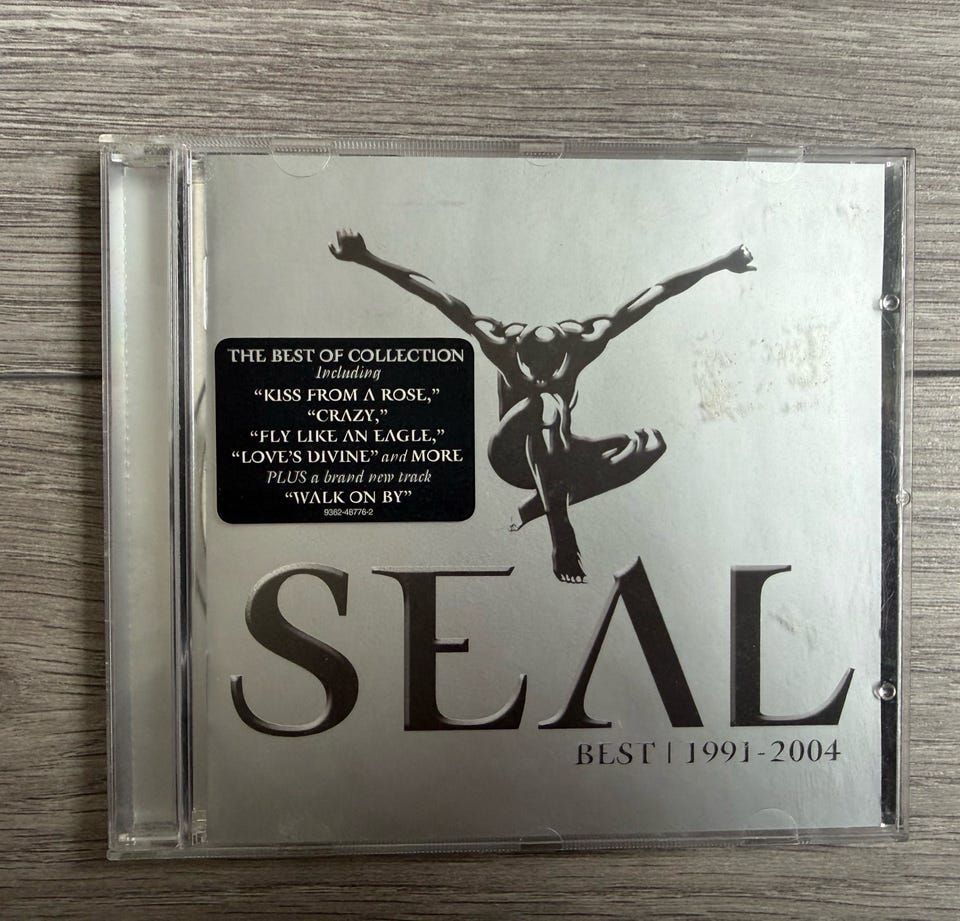 THE BEST OF COLLECTION
Including
“KISS FROM A ROSE,”
“CRAZY,”
“FLY LIKE AN EAGLE,”
“LOVE’S DIVINE” and MORE
PLUS a brand new track
“WALK ON BY”
9362-48776-2
SEAL
BEST | 1991-2004